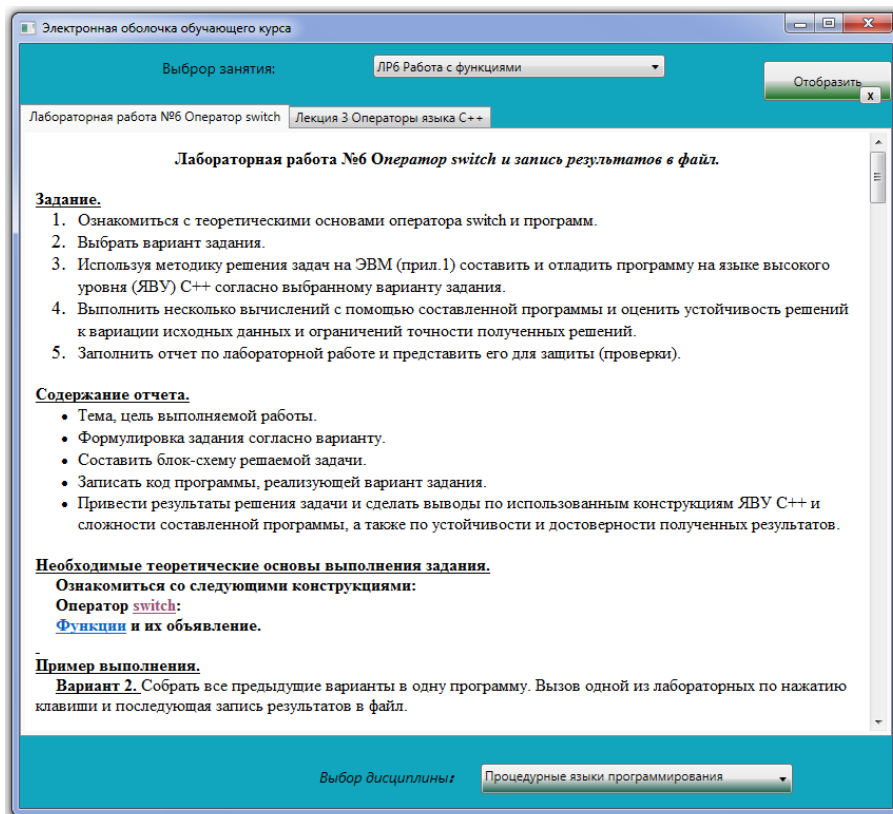 Электронная оболочка обучающего курса
Выброр занятия:
ЛР6 Работа с функциями
Отобразить
x
Лабораторная работа №6 Оператор switch
Лекция 3 Операторы языка C++
Лабораторная работа №6 Оператор switch и запись результатов в файл.
Задание.
1. Ознакомиться с теоретическими основами оператора switch и программ.
2. Выбрать вариант задания.
3. Используя методику решения задач на ЭВМ (прил.1) составить и отладить программу на языке высокого
уровня (ЯВУ) С++ согласно выбранному варианту задания.
4. Выполнить несколько вычислений с помощью составленной программы и оценить устойчивость решений
к вариации исходных данных и ограничений точности полученных решений.
5. Заполнить отчет по лабораторной работе и представить его для защиты (проверки).
Содержание отчета.
• Тема, цель выполняемой работы.
• Формулировка задания согласно варианту.
• Составить блок-схему решаемой задачи.
• Записать код программы, реализующей вариант задания.
• Привести результаты решения задачи и сделать выводы по использованным конструкциям ЯВУ С++ и
сложности составленной программы, а также по устойчивости и достоверности полученных результатов.
Необходимые теоретические основы выполнения задания.
Ознакомиться со следующими конструкциями:
Оператор switch:
Функции и их объявление.
Пример выполнения.
Вариант 2. Собрать все предыдущие варианты в одну программу. Вызов одной из лабораторных по нажатию
клавиши и последующая запись результатов в файл.
Выбор дисциплины:
Процедурные языки программирования